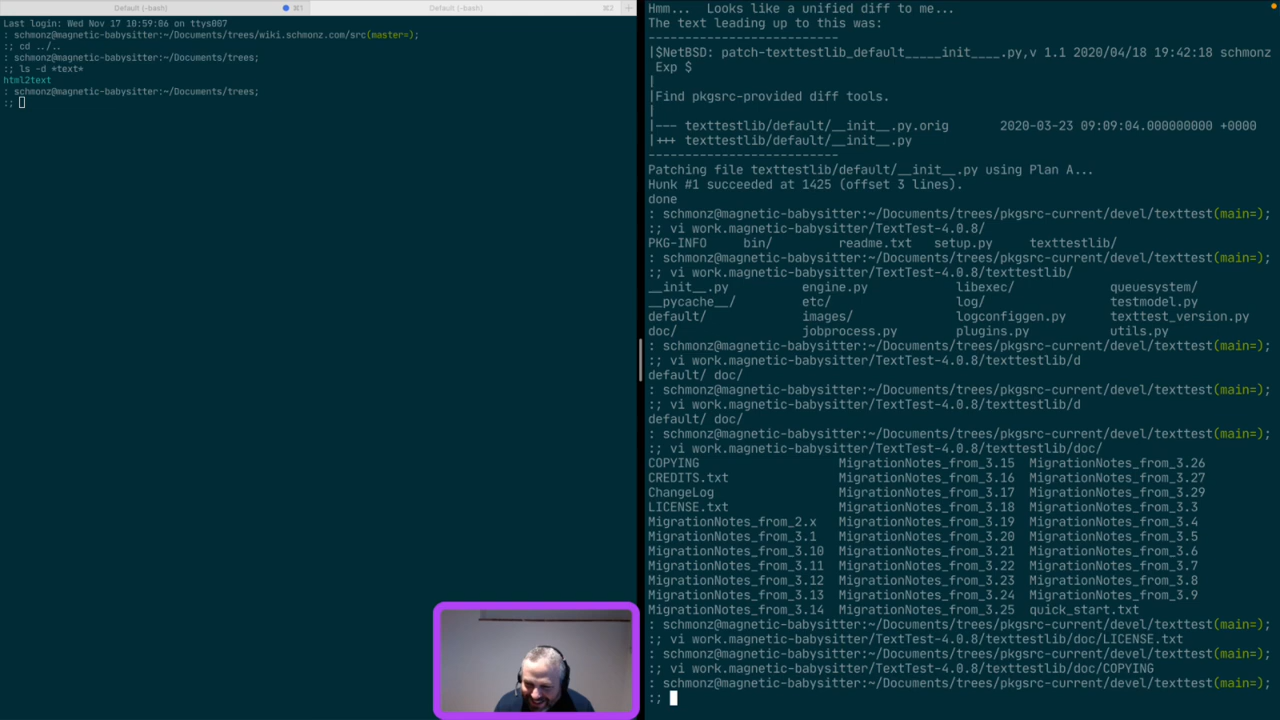 Default (-bash)
⌘1
Default (-bash)
⌘2
+
Last login: Wed Nov 17 10:59:06 on ttys007
: schmonz@magnetic-babysitter:~/Documents/trees/wiki.schmonz.com/src(master=);
:; cd ../..
: schmonz@magnetic-babysitter:~/Documents/trees;
:; ls -d *text*
html2text
: schmonz@magnetic-babysitter:~/Documents/trees;
:;
Hmm...  Looks like a unified diff to me...
The text leading up to this was:
--------------------------
|$NetBSD: patch-texttestlib_default_____init____.py,v 1.1 2020/04/18 19:42:18 schmonz
 Exp $
|
|Find pkgsrc-provided diff tools.
|
|--- texttestlib/default/__init__.py.orig	2020-03-23 09:09:04.000000000 +0000
|+++ texttestlib/default/__init__.py
--------------------------
Patching file texttestlib/default/__init__.py using Plan A...
Hunk #1 succeeded at 1425 (offset 3 lines).
done
: schmonz@magnetic-babysitter:~/Documents/trees/pkgsrc-current/devel/texttest(main=);
:; vi work.magnetic-babysitter/TextTest-4.0.8/
PKG-INFO     bin/         readme.txt   setup.py     texttestlib/
: schmonz@magnetic-babysitter:~/Documents/trees/pkgsrc-current/devel/texttest(main=);
:; vi work.magnetic-babysitter/TextTest-4.0.8/texttestlib/
__init__.py          engine.py            libexec/             queuesystem/
__pycache__/         etc/                 log/                 testmodel.py
default/             images/              logconfiggen.py      texttest_version.py
doc/                 jobprocess.py        plugins.py           utils.py
: schmonz@magnetic-babysitter:~/Documents/trees/pkgsrc-current/devel/texttest(main=);
:; vi work.magnetic-babysitter/TextTest-4.0.8/texttestlib/d
default/ doc/
: schmonz@magnetic-babysitter:~/Documents/trees/pkgsrc-current/devel/texttest(main=);
:; vi work.magnetic-babysitter/TextTest-4.0.8/texttestlib/d
default/ doc/
: schmonz@magnetic-babysitter:~/Documents/trees/pkgsrc-current/devel/texttest(main=);
:; vi work.magnetic-babysitter/TextTest-4.0.8/texttestlib/doc/
COPYING                   MigrationNotes_from_3.15  MigrationNotes_from_3.26
CREDITS.txt               MigrationNotes_from_3.16  MigrationNotes_from_3.27
ChangeLog                 MigrationNotes_from_3.17  MigrationNotes_from_3.29
LICENSE.txt               MigrationNotes_from_3.18  MigrationNotes_from_3.3
MigrationNotes_from_2.x   MigrationNotes_from_3.19  MigrationNotes_from_3.4
MigrationNotes_from_3.1   MigrationNotes_from_3.20  MigrationNotes_from_3.5
MigrationNotes_from_3.10  MigrationNotes_from_3.21  MigrationNotes_from_3.6
MigrationNotes_from_3.11  MigrationNotes_from_3.22  MigrationNotes_from_3.7
MigrationNotes_from_3.12  MigrationNotes_from_3.23  MigrationNotes_from_3.8
MigrationNotes_from_3.13  MigrationNotes_from_3.24  MigrationNotes_from_3.9
MigrationNotes_from_3.14  MigrationNotes_from_3.25  quick_start.txt
: schmonz@magnetic-babysitter:~/Documents/trees/pkgsrc-current/devel/texttest(main=);
:; vi work.magnetic-babysitter/TextTest-4.0.8/texttestlib/doc/LICENSE.txt
: schmonz@magnetic-babysitter:~/Documents/trees/pkgsrc-current/devel/texttest(main=);
:; vi work.magnetic-babysitter/TextTest-4.0.8/texttestlib/doc/COPYING
: schmonz@magnetic-babysitter:~/Documents/trees/pkgsrc-current/devel/texttest(main=);
:;